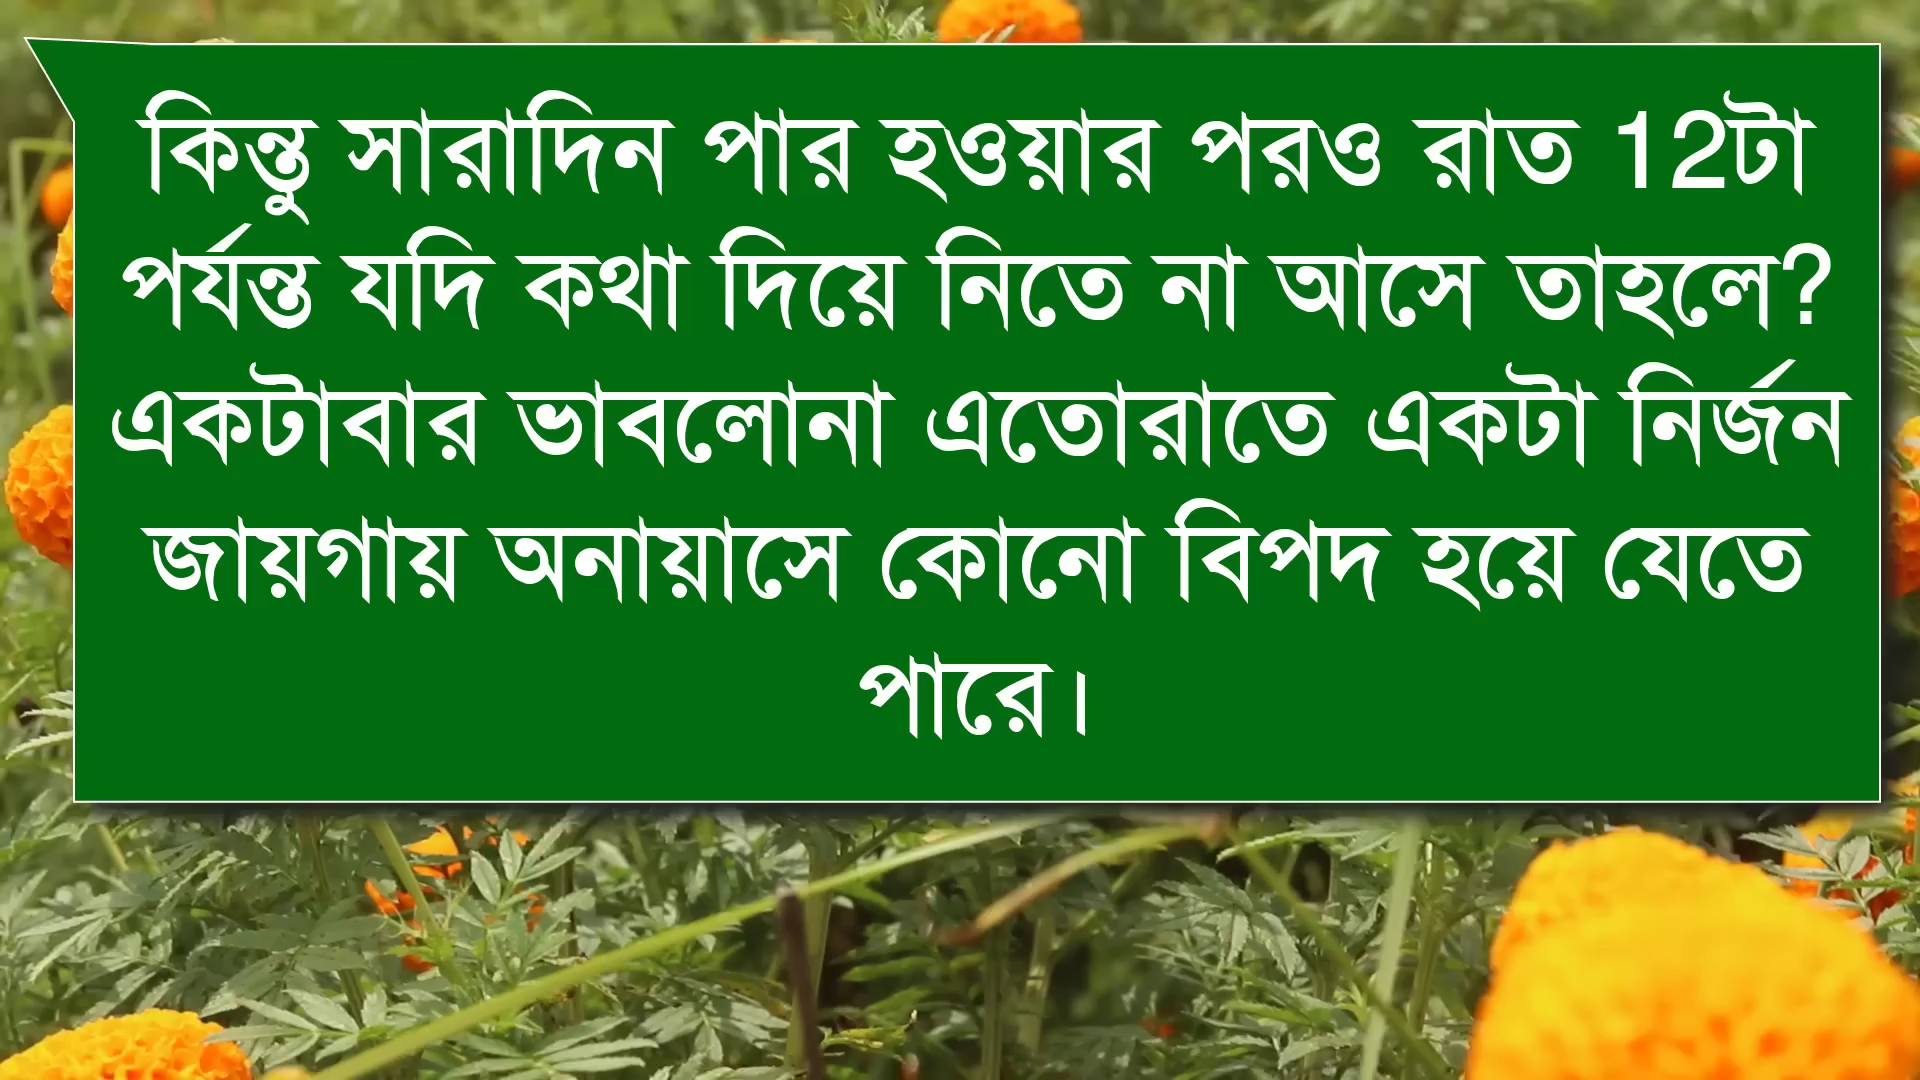 কিন্তু সারাদিন পার হওয়ার পরও রাত 12টা
পর্যন্ত যদি কথা দিয়ে নিতে না আসে তাহলে?
একটাবার ভাবলোনা এতোরাতে একটা নির্জন
জায়গায় অনায়াসে কোনো বিপদ হয়ে যেতে
পারে।